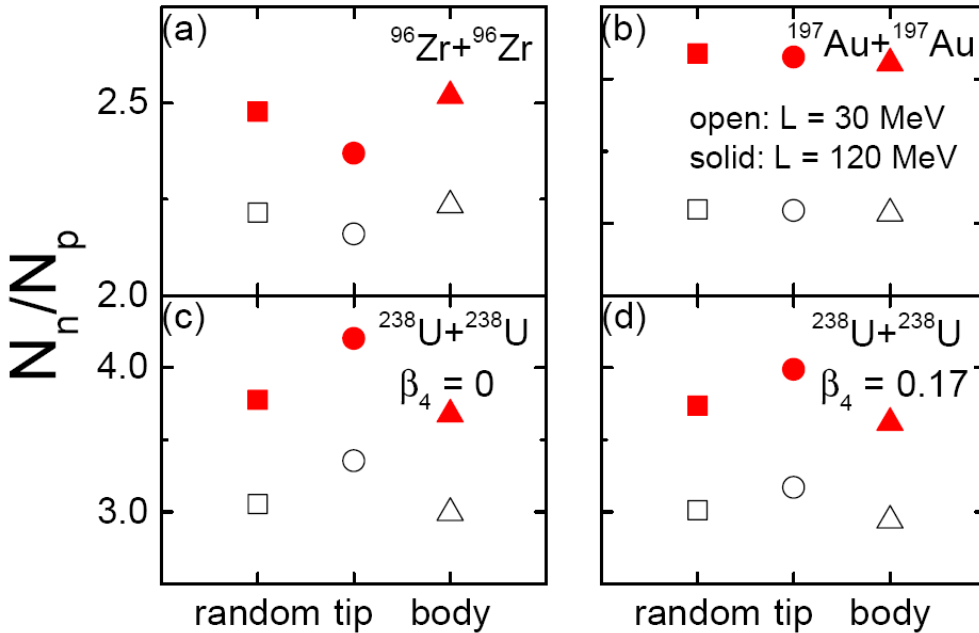 (a) ⁹⁶Zr+⁹⁶Zr
(b) ¹⁹⁷Au+¹⁹⁷Au
open: L = 30 MeV
solid: L = 120 MeV
2.5
2.0
Nₙ/Nₚ
(c) ²³⁸U+²³⁸U
β₄ = 0
(d) ²³⁸U+²³⁸U
β₄ = 0.17
4.0
3.0
random tip body
random tip body